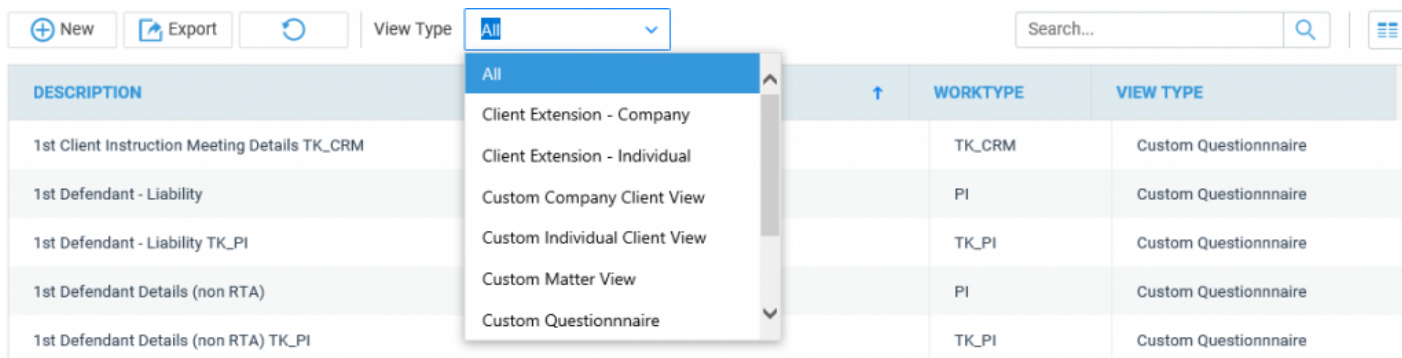 New Export View Type All Search...
All
DESCRIPTION WORKTYPE VIEW TYPE
Client Extension - Company
1st Client Instruction Meeting Details TK_CRM TK_CRM Custom Questionnnaire
Client Extension - Individual
1st Defendant - Liability Custom Company Client View PI Custom Questionnnaire
1st Defendant - Liability TK_PI Custom Individual Client View TK_PI Custom Questionnnaire
Custom Matter View
1st Defendant Details (non RTA) PI Custom Questionnnaire
Custom Questionnnaire
1st Defendant Details (non RTA) TK_PI TK_PI Custom Questionnnaire